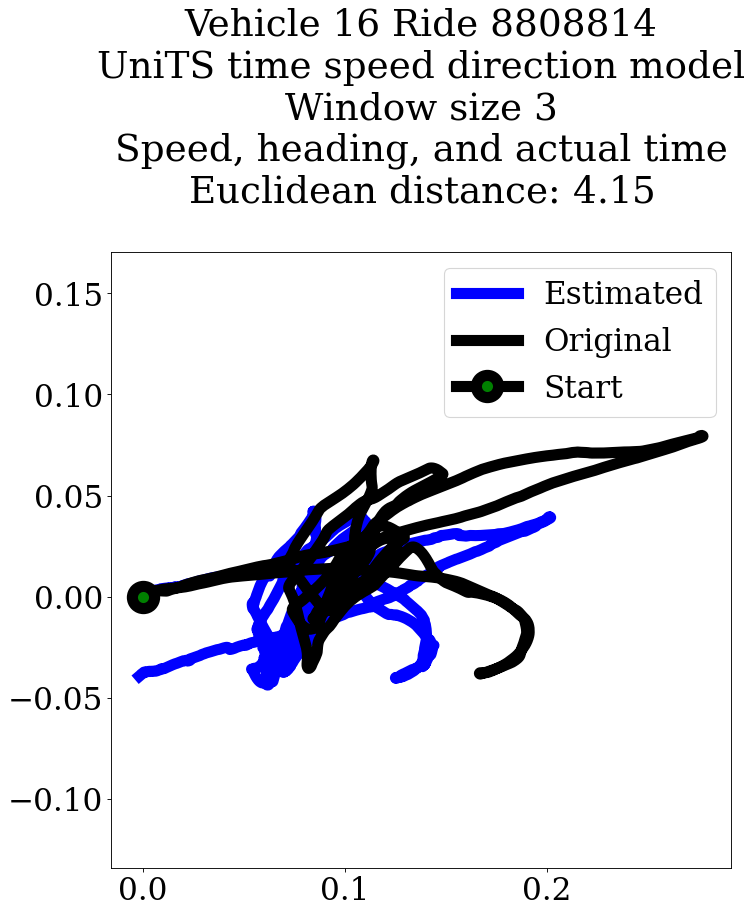 Vehicle 16 Ride 8808814
UniTS time speed direction model
Window size 3
Speed, heading, and actual time
Euclidean distance: 4.15
Estimated
Original
Start
0.15
0.10
0.05
0.00
−0.05
−0.10
0.0 0.1 0.2